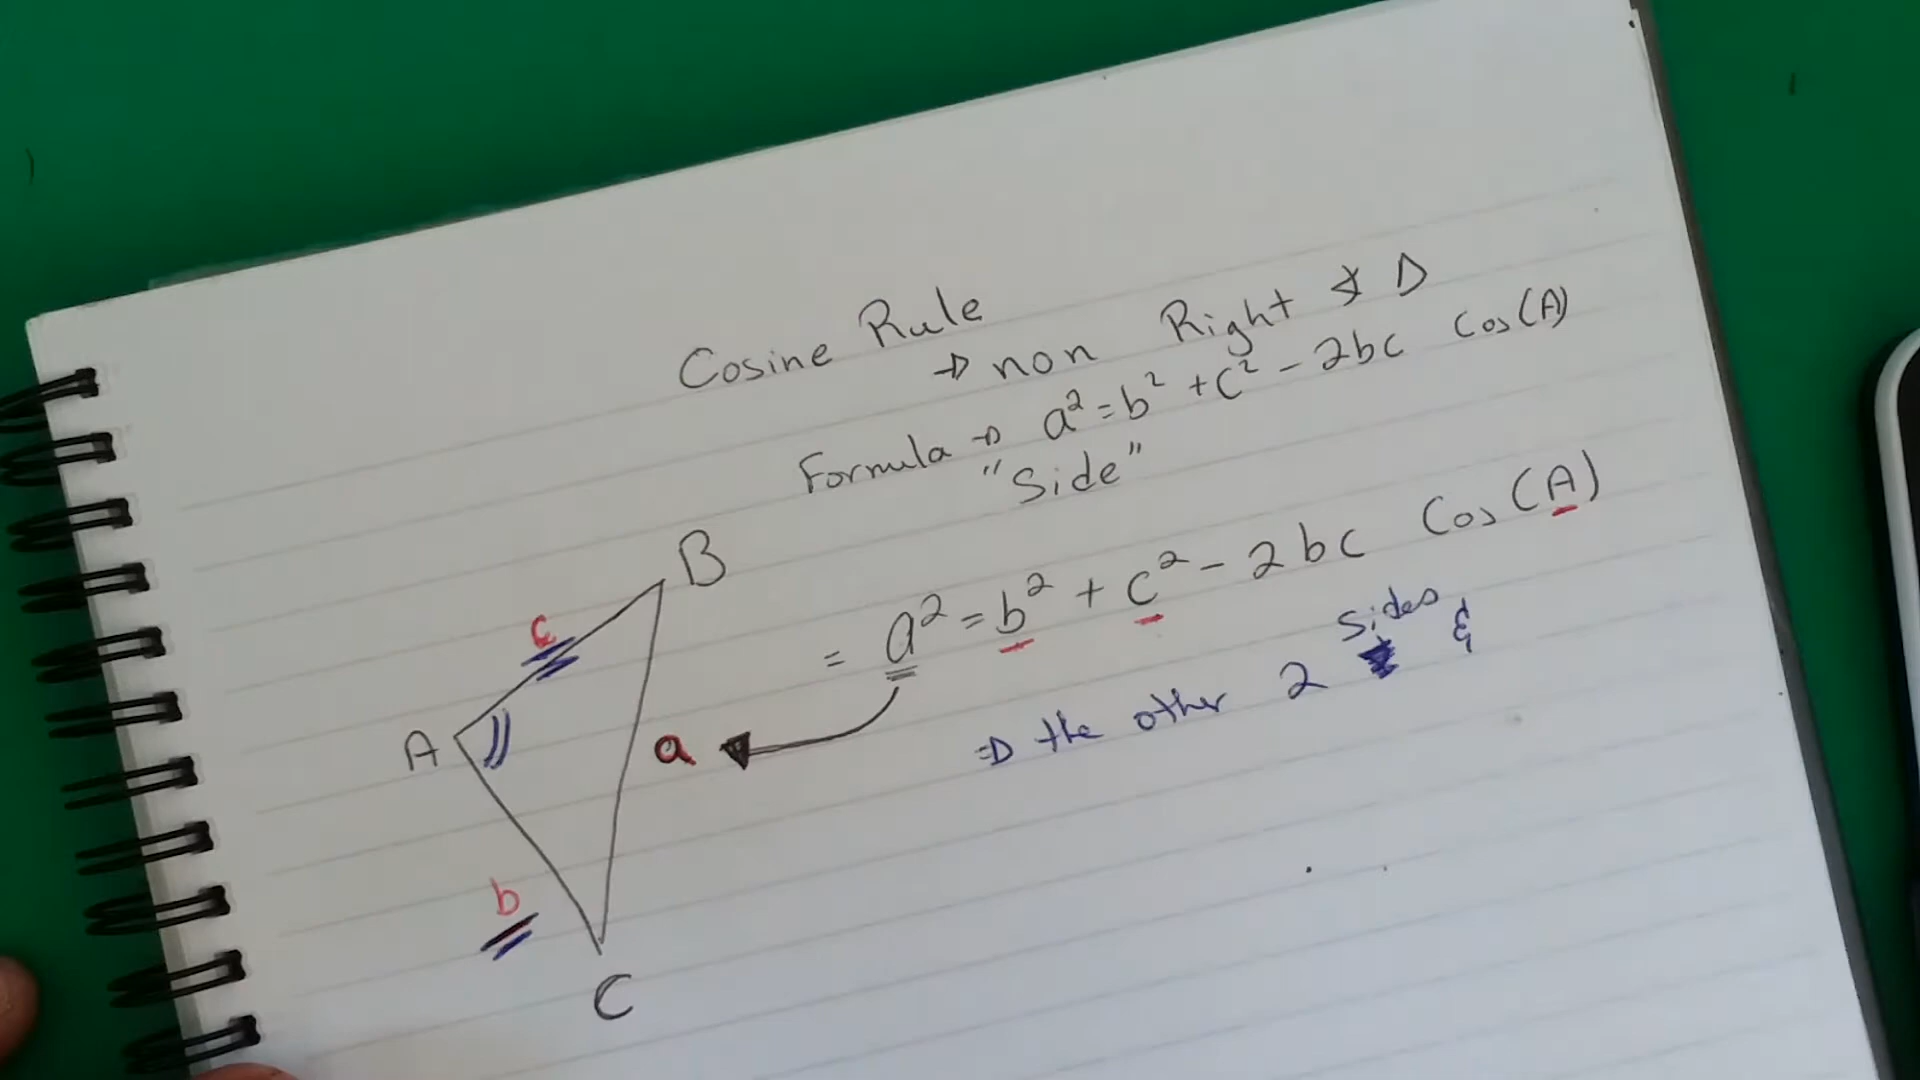 Cosine Rule
→ non Right ∡ Δ
Formula → a² = b² + c² - 2bc Cos(A)
"Side"
= a² = b² + c² - 2bc Cos(A)
⇒ the other 2 sides &
B
c
A
a
b
C